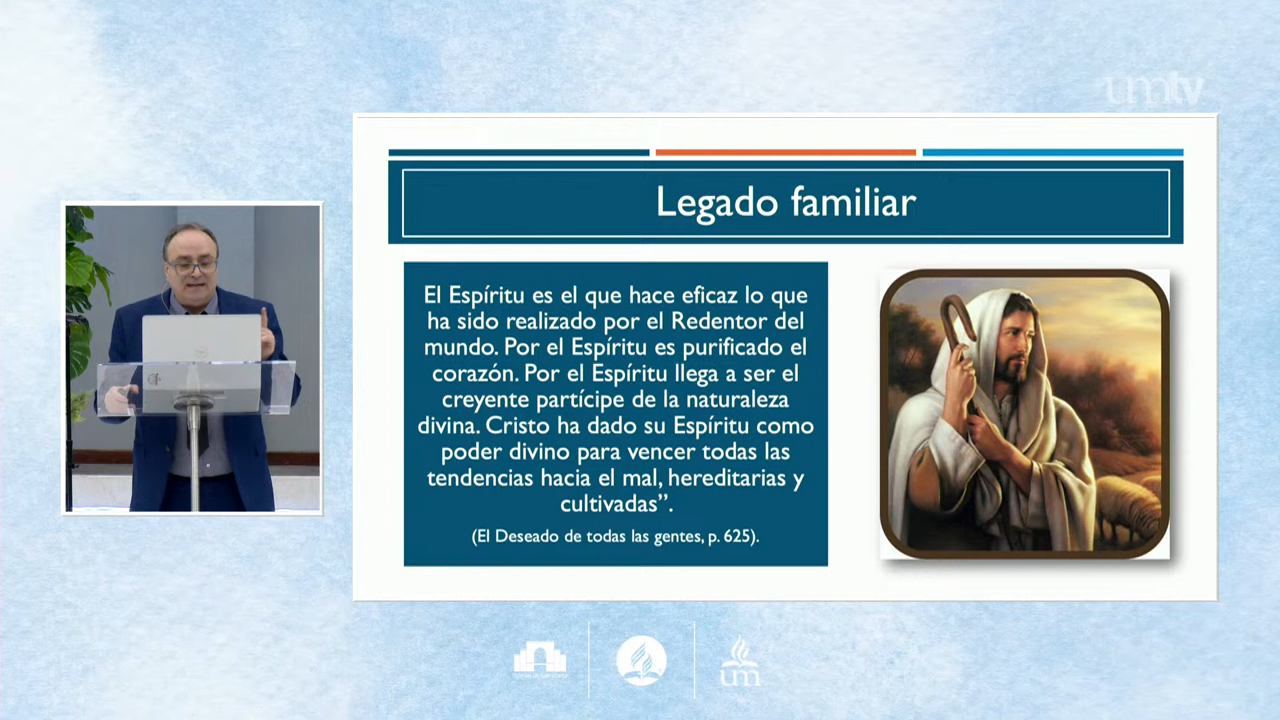 umtv
Legado familiar
El Espíritu es el que hace eficaz lo que
ha sido realizado por el Redentor del
mundo. Por el Espíritu es purificado el
corazón. Por el Espíritu llega a ser el
creyente partícipe de la naturaleza
divina. Cristo ha dado su Espíritu como
poder divino para vencer todas las
tendencias hacia el mal, hereditarias y
cultivadas”.
(El Deseado de todas las gentes, p. 625).
um